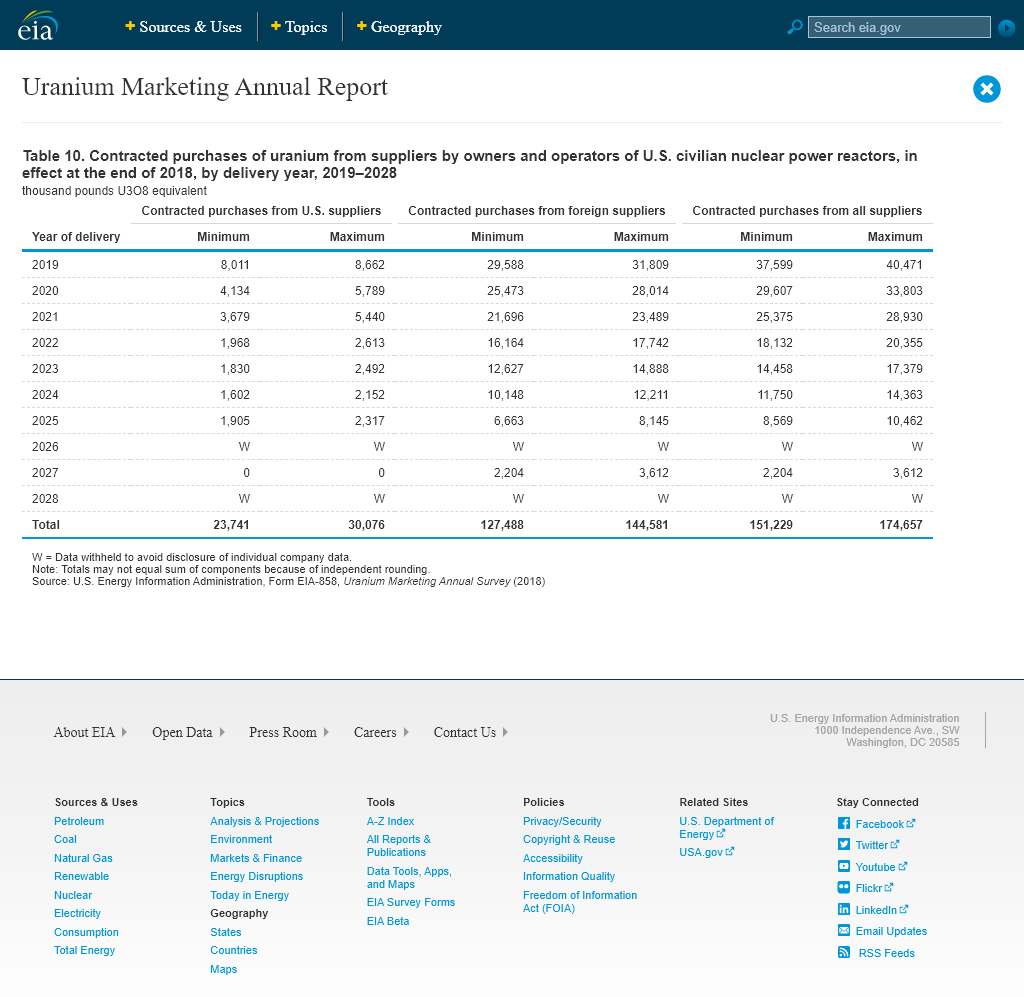 eia
+ Sources & Uses + Topics + Geography
Search eia.gov
Uranium Marketing Annual Report
Table 10. Contracted purchases of uranium from suppliers by owners and operators of U.S. civilian nuclear power reactors, in
effect at the end of 2018, by delivery year, 2019–2028
thousand pounds U3O8 equivalent
Contracted purchases from U.S. suppliers Contracted purchases from foreign suppliers Contracted purchases from all suppliers
Year of delivery Minimum Maximum Minimum Maximum Minimum Maximum
2019 8,011 8,662 29,588 31,809 37,599 40,471
2020 4,134 5,789 25,473 28,014 29,607 33,803
2021 3,679 5,440 21,696 23,489 25,375 28,930
2022 1,968 2,613 16,164 17,742 18,132 20,355
2023 1,830 2,492 12,627 14,888 14,458 17,379
2024 1,602 2,152 10,148 12,211 11,750 14,363
2025 1,905 2,317 6,663 8,145 8,569 10,462
2026 W W W W W W
2027 0 0 2,204 3,612 2,204 3,612
2028 W W W W W W
Total 23,741 30,076 127,488 144,581 151,229 174,657
W = Data withheld to avoid disclosure of individual company data.
Note: Totals may not equal sum of components because of independent rounding.
Source: U.S. Energy Information Administration, Form EIA-858, Uranium Marketing Annual Survey (2018)
About EIA Open Data Press Room Careers Contact Us
U.S. Energy Information Administration
1000 Independence Ave., SW
Washington, DC 20585
Sources & Uses
Petroleum
Coal
Natural Gas
Renewable
Nuclear
Electricity
Consumption
Total Energy
Topics
Analysis & Projections
Environment
Markets & Finance
Energy Disruptions
Today in Energy
Geography
States
Countries
Maps
Tools
A-Z Index
All Reports &
Publications
Data Tools, Apps,
and Maps
EIA Survey Forms
EIA Beta
Policies
Privacy/Security
Copyright & Reuse
Accessibility
Information Quality
Freedom of Information
Act (FOIA)
Related Sites
U.S. Department of
Energy
USA.gov
Stay Connected
Facebook
Twitter
Youtube
Flickr
LinkedIn
Email Updates
RSS Feeds